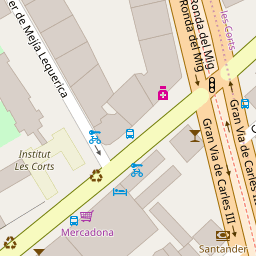 er de Mejía Lequerica
Ronda del Mig
Ronda del Mig
les Corts
Institut
Les Corts
Gran Via de Carles III
Gran Via de Carles III
Mercadona
Santander